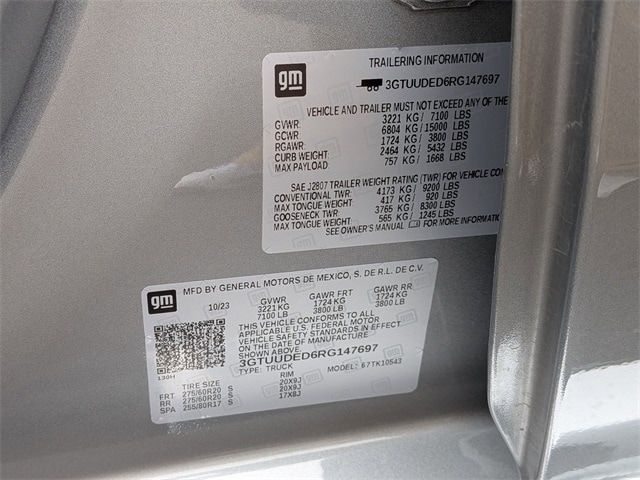 gm
TRAILERING INFORMATION
3GTUUDED6RG147697
VEHICLE AND TRAILER MUST NOT EXCEED ANY OF THE
GVWR: 3221 KG / 7100 LBS
GCWR 6804 KG / 15000 LBS
RGAWR: 1724 KG / 3800 LBS
CURB WEIGHT: 2464 KG / 5432 LBS
MAX PAYLOAD: 757 KG / 1668 LBS
SAE J2807 TRAILER WEIGHT RATING (TWR) FOR VEHICLE
CONVENTIONAL TWR: 4173 KG / 9200 LBS
MAX TONGUE WEIGHT: 417 KG / 920 LBS
GOOSENECK TWR: 3765 KG / 8300 LBS
MAX TONGUE WEIGHT: 565 KG / 1245 LBS
SEE OWNER'S MANUAL FOR MORE
gm
MFD BY GENERAL MOTORS DE MEXICO, S. DE R.L. DE C.V.
10/23 GVWR GAWR FRT GAWR RR
3221 KG 1724 KG 1724 KG
7100 LB 3800 LB 3800 LB
THIS VEHICLE CONFORMS TO ALL
APPLICABLE U.S. FEDERAL MOTOR
VEHICLE SAFETY STANDARDS IN
EFFECT ON THE DATE OF MANUFACTURE
SHOWN ABOVE.
3GTUUDED6RG147697
TYPE: TRUCK MODEL: 67TK10543
TIRE SIZE RIM
FRT 275/60R20 S 20X9J
RR 275/60R20 S 20X9J
SPA 255/80R17 S 17X8J